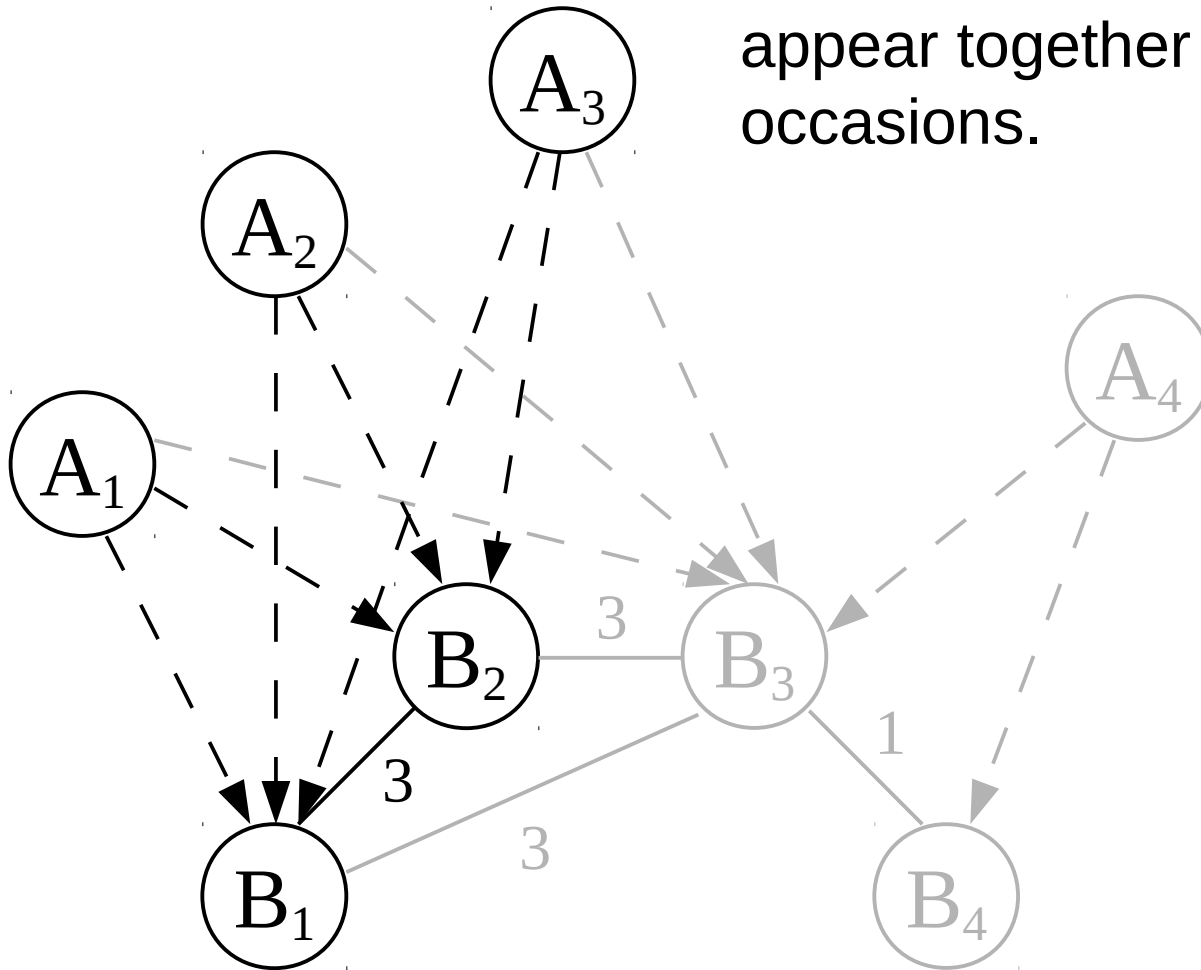 appear together
occasions.
A₃
A₂
A₄
A₁
3
B₂
B₃
1
3
3
B₁
B₄